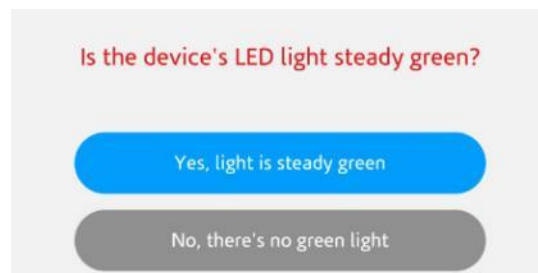 Is the device's LED light steady green?
Yes, light is steady green
No, there's no green light